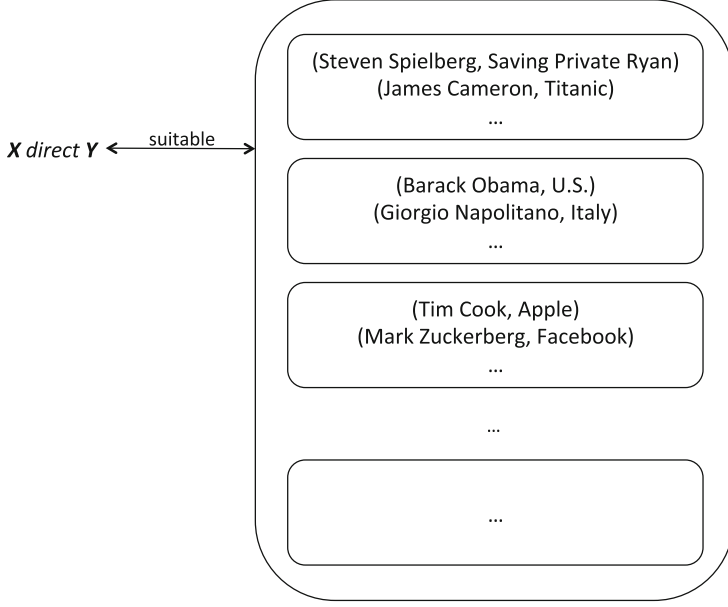 (Steven Spielberg, Saving Private Ryan)
(James Cameron, Titanic)
...
X direct Y
suitable
(Barack Obama, U.S.)
(Giorgio Napolitano, Italy)
...
(Tim Cook, Apple)
(Mark Zuckerberg, Facebook)
...
...
...